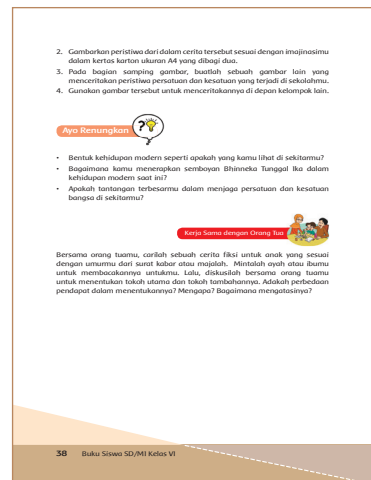 2. Gambarkan peristiwa dari dalam cerita tersebut sesuai dengan imajinasimu
dalam kertas karton ukuran A4 yang dibagi dua.
3. Pada bagian samping gambar, buatlah sebuah gambar lain yang
menceritakan peristiwa persatuan dan kesatuan yang terjadi di sekolahmu.
4. Gunakan gambar tersebut untuk menceritakannya di depan kelompok lain.
Ayo Renungkan
?
• Bentuk kehidupan modern seperti apakah yang kamu lihat di sekitarmu?
• Bagaimana kamu menerapkan semboyan Bhinneka Tunggal Ika dalam
kehidupan modern saat ini?
• Apakah tantangan terbesarmu dalam menjaga persatuan dan kesatuan
bangsa di sekitarmu?
Kerja Sama dengan Orang Tua
Bersama orang tuamu, carilah sebuah cerita fiksi untuk anak yang sesuai
dengan umurmu dari surat kabar atau majalah. Mintalah ayah atau ibumu
untuk membacakannya untukmu. Lalu, diskusilah bersama orang tuamu
untuk menentukan tokoh utama dan tokoh tambahannya. Adakah perbedaan
pendapat dalam menentukannya? Mengapa? Bagaimana mengatasinya?
38 Buku Siswa SD/MI Kelas VI